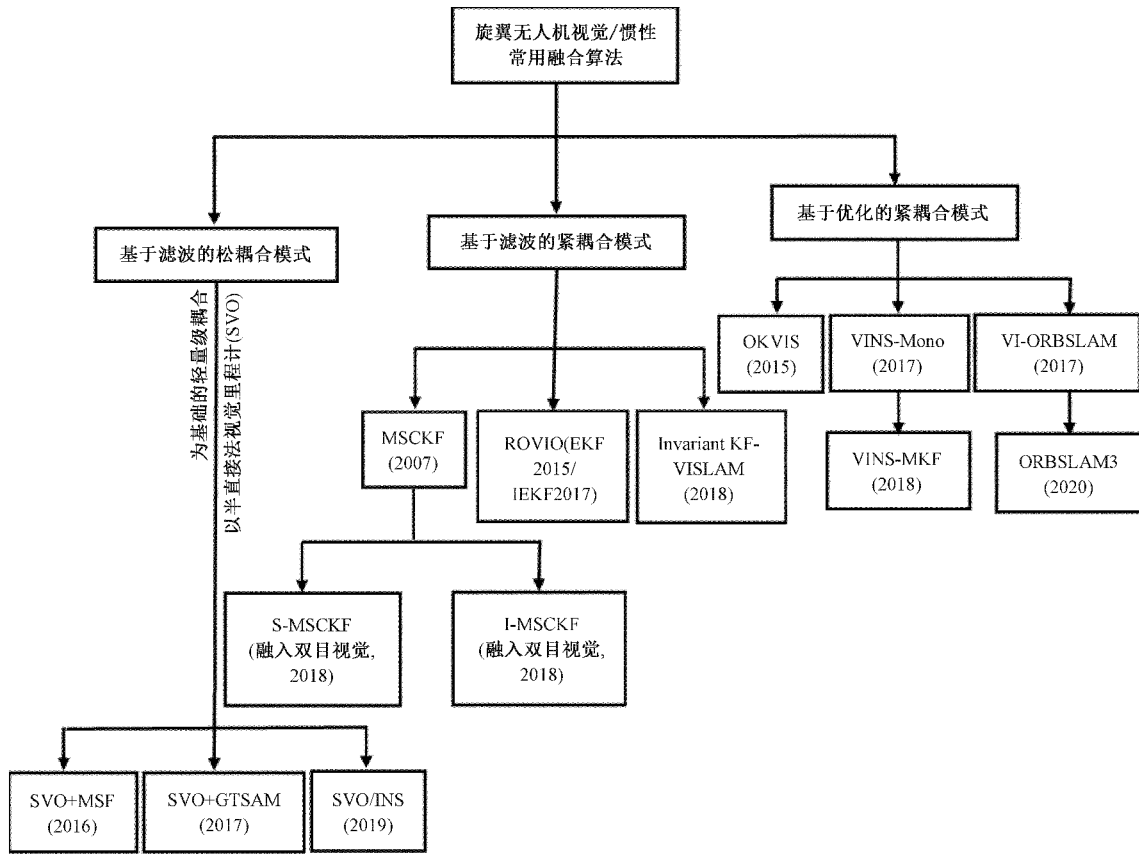 旋翼无人机视觉/惯性
常用融合算法
基于滤波的松耦合模式
基于滤波的紧耦合模式
基于优化的紧耦合模式
以半直接法视觉里程计(SVO)
为基础的轻量级耦合
OKVIS
(2015)
VINS-Mono
(2017)
VI-ORBSLAM
(2017)
MSCKF
(2007)
ROVIO(EKF
2015/
IEKF2017)
Invariant KF-
VISLAM
(2018)
VINS-MKF
(2018)
ORBSLAM3
(2020)
S-MSCKF
(融入双目视觉,
2018)
I-MSCKF
(融入双目视觉,
2018)
SVO+MSF
(2016)
SVO+GTSAM
(2017)
SVO/INS
(2019)